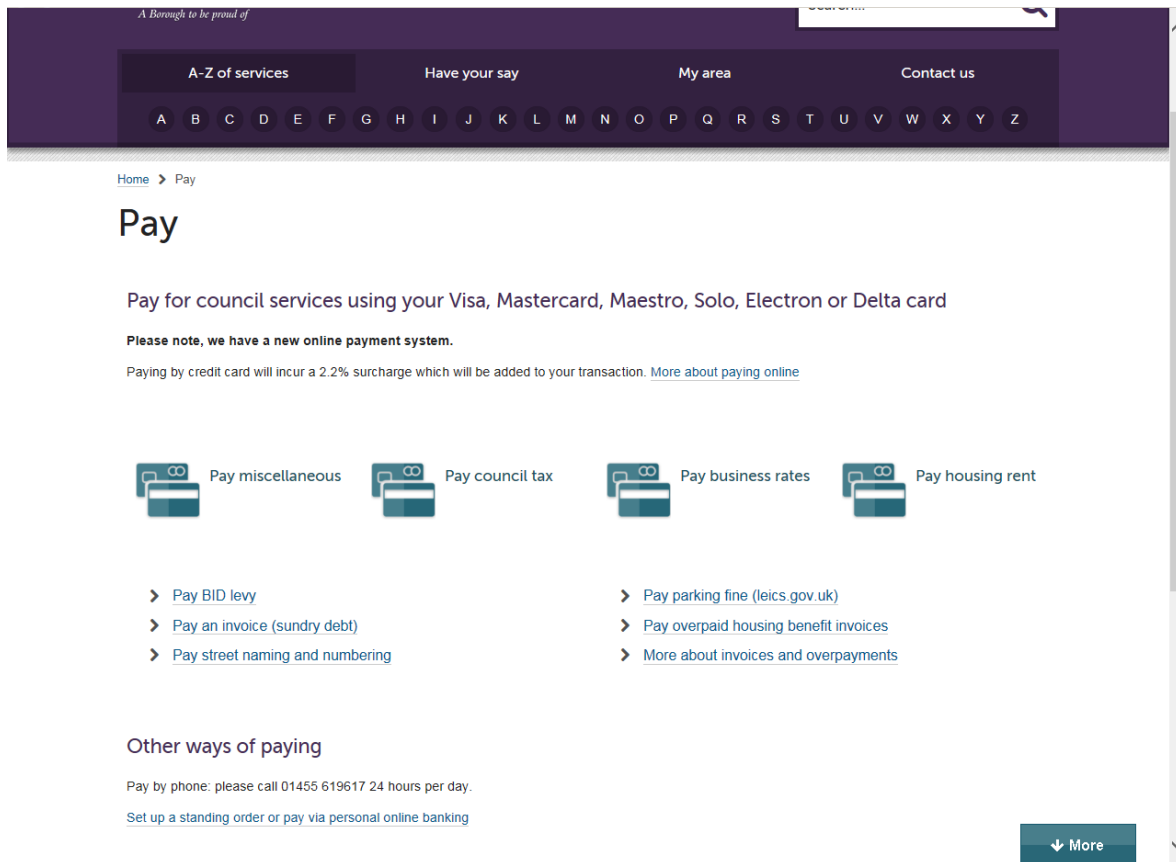 A Borough to be proud of
A-Z of services
Have your say
My area
Contact us
A B C D E F G H I J K L M N O P Q R S T U V W X Y Z
Home Pay
Pay
Pay for council services using your Visa, Mastercard, Maestro, Solo, Electron or Delta card
Please note, we have a new online payment system.
Paying by credit card will incur a 2.2% surcharge which will be added to your transaction. More about paying online
Pay miscellaneous
Pay council tax
Pay business rates
Pay housing rent
Pay BID levy
Pay an invoice (sundry debt)
Pay street naming and numbering
Pay parking fine (leics.gov.uk)
Pay overpaid housing benefit invoices
More about invoices and overpayments
Other ways of paying
Pay by phone: please call 01455 619617 24 hours per day.
Set up a standing order or pay via personal online banking
More